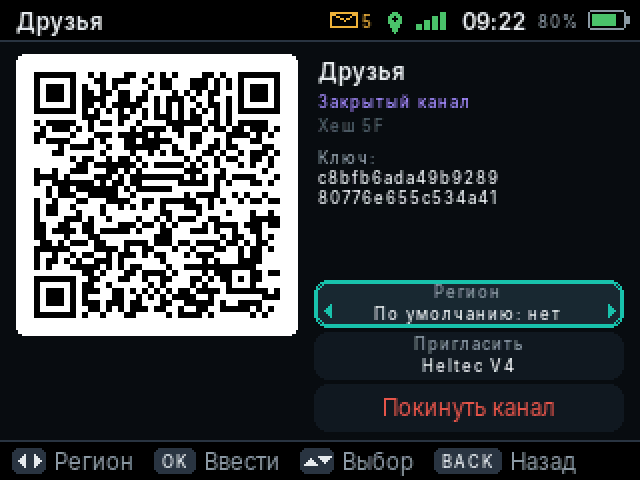 Друзья
5
09:22
80%
Друзья
Закрытый канал
Хеш 5F
Ключ:
c8bfb6ada49b9289
80776e655c534a41
Регион
По умолчанию: нет
Пригласить
Heltec V4
Покинуть канал
Регион
OK Ввести
Выбор
BACK Назад